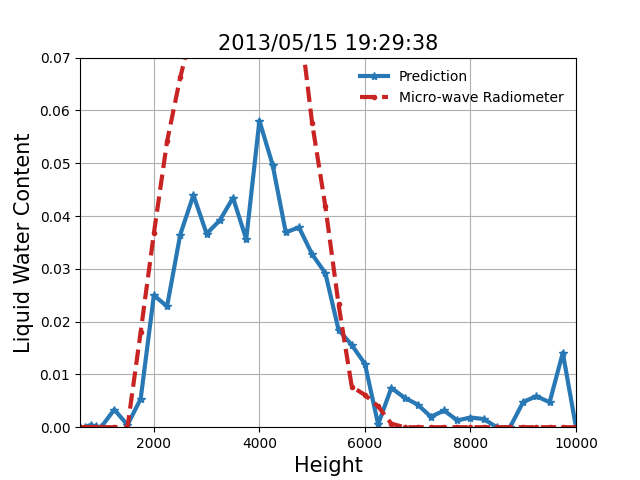 2013/05/15 19:29:38
0.07
0.06
0.05
0.04
0.03
0.02
0.01
0.00
Liquid Water Content
Prediction
Micro-wave Radiometer
2000 4000 6000 8000 10000
Height